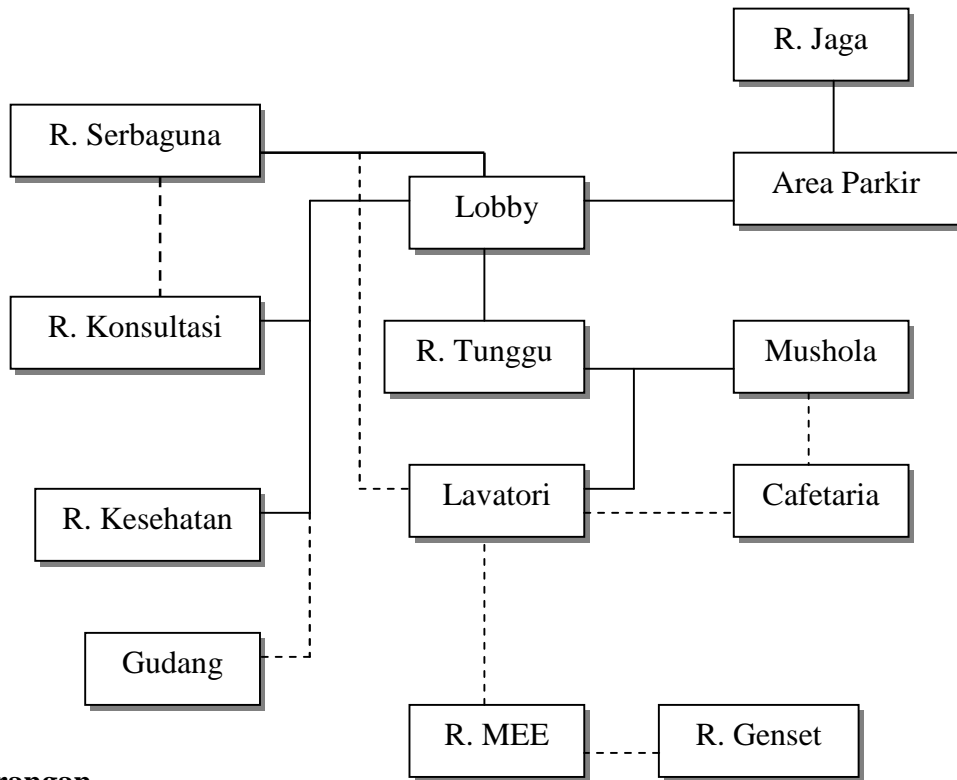 R. Jaga
R. Serbaguna
Area Parkir
Lobby
R. Konsultasi
R. Tunggu
Mushola
Lavatori
Cafetaria
R. Kesehatan
Gudang
R. MEE
R. Genset